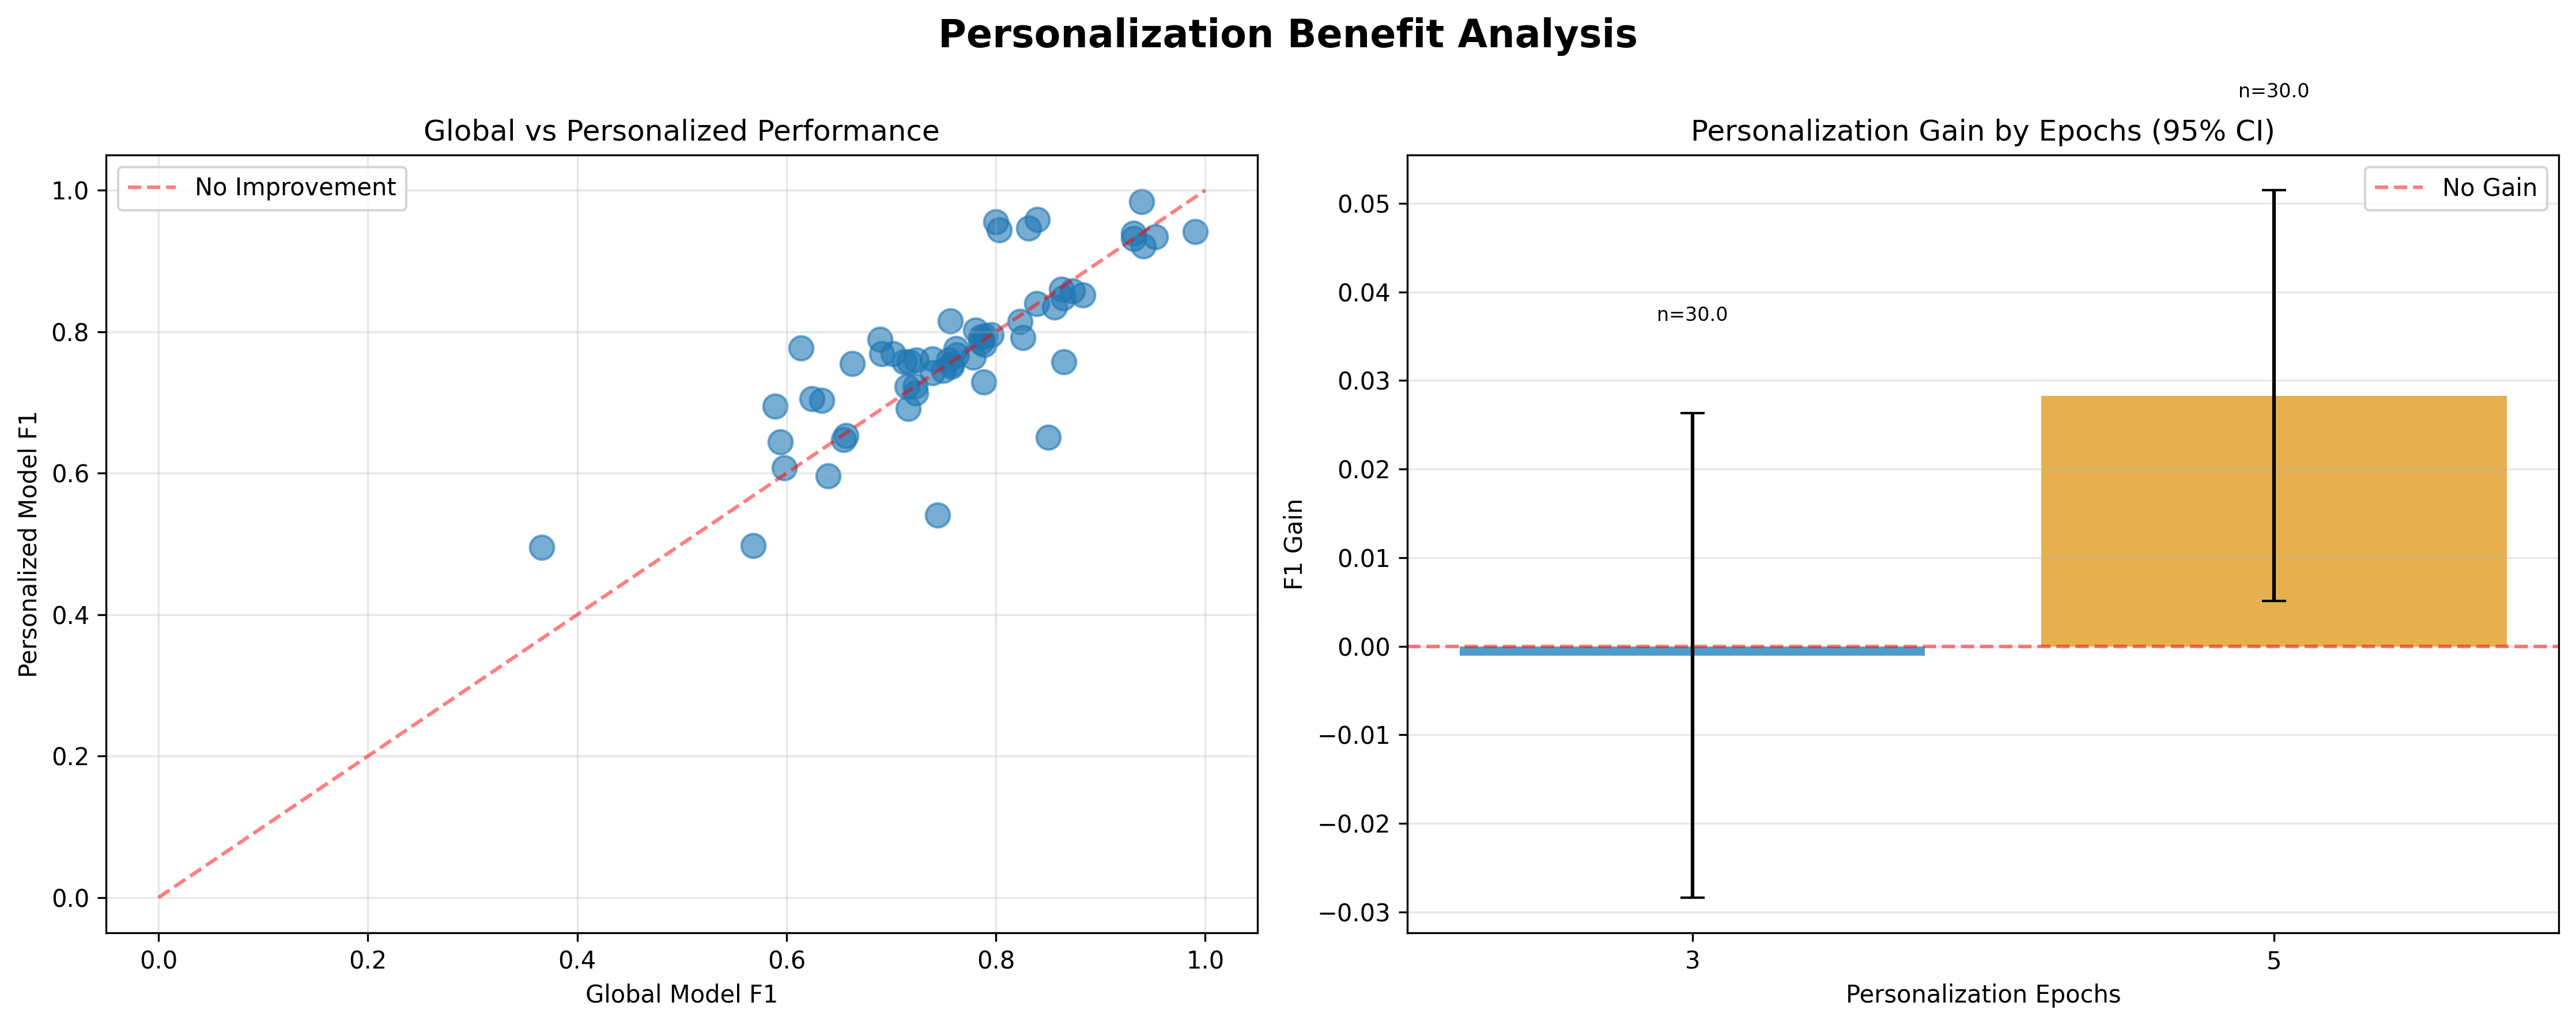 Personalization Benefit Analysis
Global vs Personalized Performance
No Improvement
1.0
0.8
0.6
0.4
0.2
0.0
Personalized Model F1
0.0 0.2 0.4 0.6 0.8 1.0
Global Model F1
n=30.0
Personalization Gain by Epochs (95% CI)
No Gain
n=30.0
0.05
0.04
0.03
0.02
0.01
0.00
−0.01
−0.02
−0.03
F1 Gain
3 5
Personalization Epochs